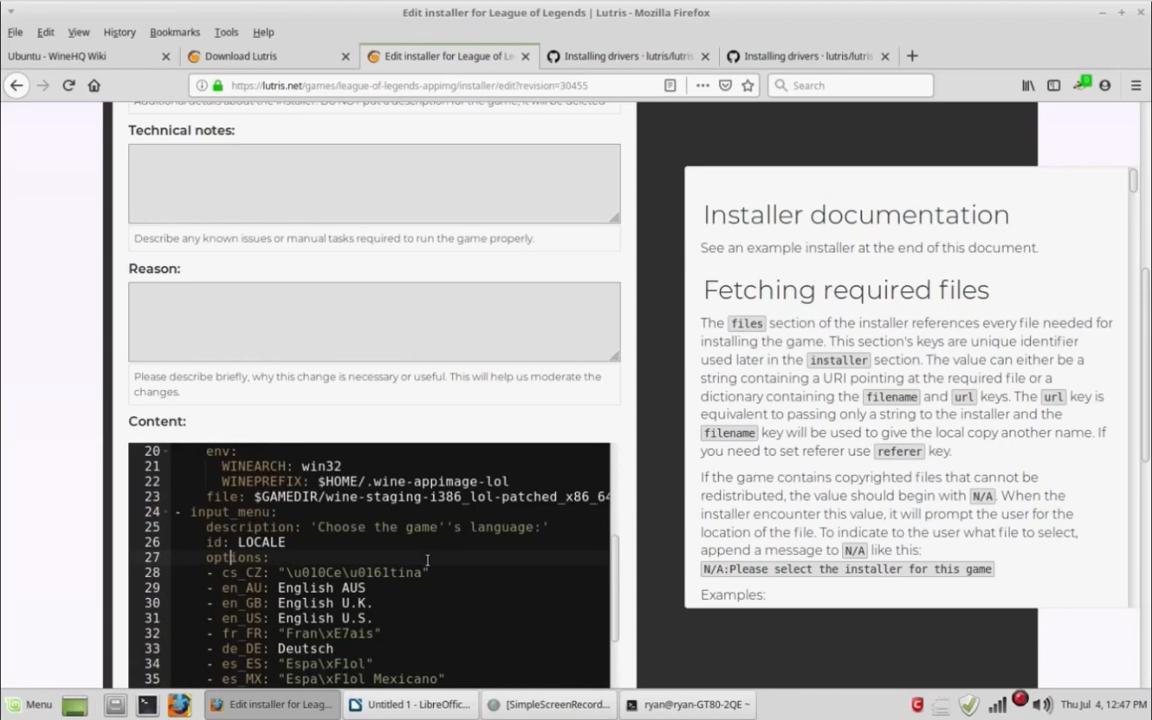 Edit installer for League of Legends | Lutris - Mozilla Firefox
File Edit View History Bookmarks Tools Help
Ubuntu - WineHQ Wiki
Download Lutris
Edit installer for League of Le
Installing drivers · lutris/lutris
Installing drivers · lutris/lutris
https://lutris.net/games/league-of-legends-appimg/installer/edit?revision=30455
Search
Additional details about the installer. DO NOT put a description for the game, it will be deleted
Technical notes:
Describe any known issues or manual tasks required to run the game properly.
Reason:
Please describe briefly, why this change is necessary or useful. This will help us moderate the
changes.
Content:
20 env:
21 WINEARCH: win32
22 WINEPREFIX: $HOME/.wine-appimage-lol
23 file: $GAMEDIR/wine-staging-i386_lol-patched_x86_64
24 - input_menu:
25 description: 'Choose the game''s language:'
26 id: LOCALE
27 options:
28 - cs_CZ: "\u010Ce\u0161tina"
29 - en_AU: English AUS
30 - en_GB: English U.K.
31 - en_US: English U.S.
32 - fr_FR: "Fran\xE7ais"
33 - de_DE: Deutsch
34 - es_ES: "Espa\xF1ol"
35 - es_MX: "Espa\xF1ol Mexicano"
Installer documentation
See an example installer at the end of this document.
Fetching required files
The files section of the installer references every file needed for
installing the game. This section's keys are unique identifier
used later in the installer section. The value can either be a
string containing a URI pointing at the required file or a
dictionary containing the filename and url keys. The url key is
equivalent to passing only a string to the installer and the
filename key will be used to give the local copy another name. If
you need to set referer use referer key.
If the game contains copyrighted files that cannot be
redistributed, the value should begin with N/A. When the
installer encounter this value, it will prompt the user for the
location of the file. To indicate to the user what file to select,
append a message to N/A like this:
N/A:Please select the installer for this game
Examples:
Menu
Edit installer for Leag...
Untitled 1 - LibreOffic...
[SimpleScreenRecord...
ryan@ryan-GT80-2QE ~
Thu Jul 4, 12:47 PM